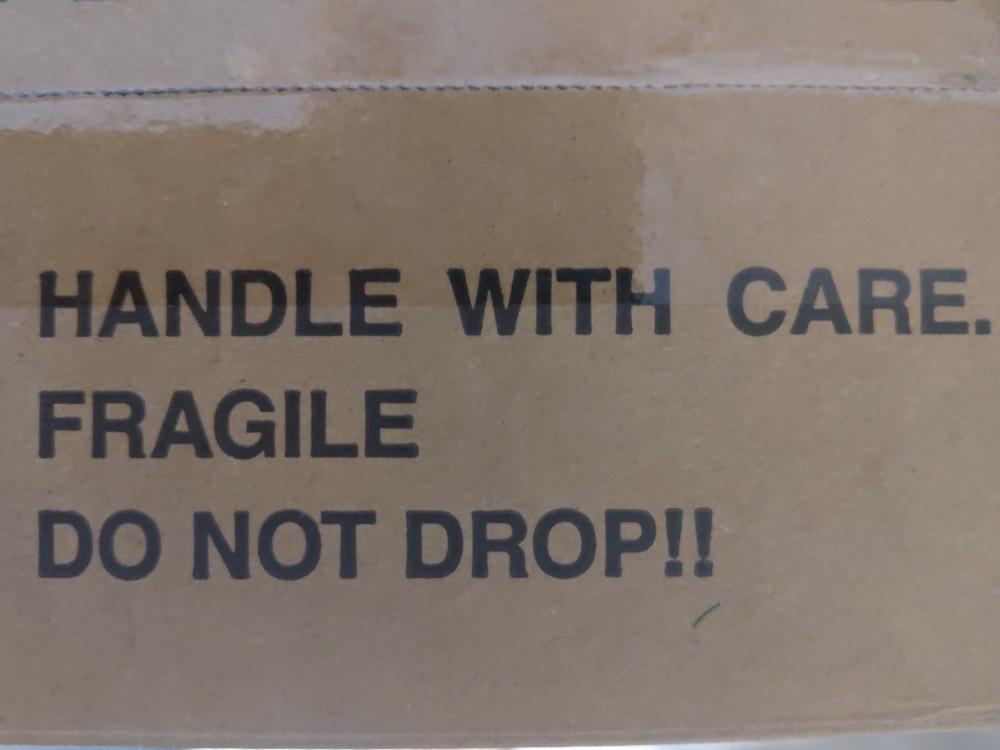 HANDLE WITH CARE.
FRAGILE
DO NOT DROP!!